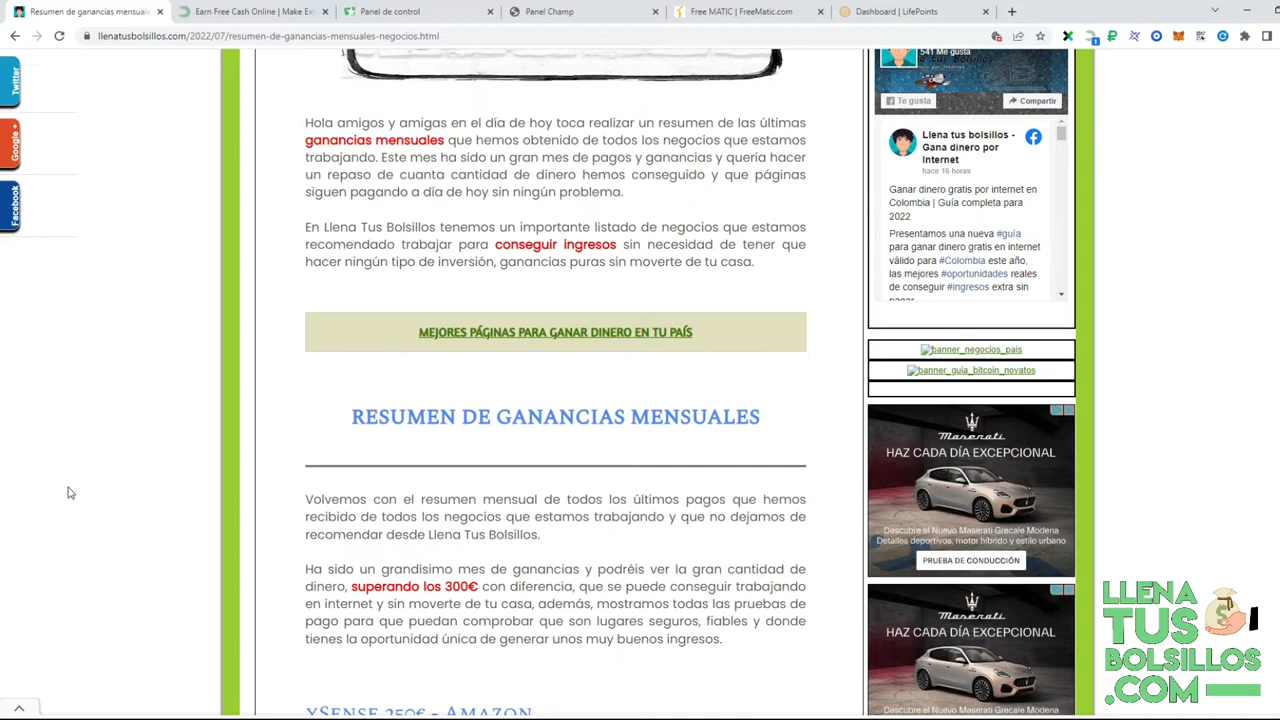 Resumen de ganancias mensuale
Earn Free Cash Online | Make Ex
Panel de control
Panel Champ
Free MATIC | FreeMatic.com
Dashboard | LifePoints
llenatusbolsillos.com/2022/07/resumen-de-ganancias-mensuales-negocios.html
Twitter
Google +
Facebook
Hola amigos y amigas en el día de hoy toca realizar un resumen de las últimas
ganancias mensuales que hemos obtenido de todos los negocios que estamos
trabajando. Este mes ha sido un gran mes de pagos y ganancias y quería hacer
un repaso de cuanta cantidad de dinero hemos conseguido y que páginas
siguen pagando a día de hoy sin ningún problema.
En Llena Tus Bolsillos tenemos un importante listado de negocios que estamos
recomendado trabajar para conseguir ingresos sin necesidad de tener que
hacer ningún tipo de inversión, ganancias puras sin moverte de tu casa.
MEJORES PÁGINAS PARA GANAR DINERO EN TU PAÍS
RESUMEN DE GANANCIAS MENSUALES
Volvemos con el resumen mensual de todos los últimos pagos que hemos
recibido de todos los negocios que estamos trabajando y que no dejamos de
recomendar desde Llena Tus Bolsillos.
Ha sido un grandísimo mes de ganancias y podréis ver la gran cantidad de
dinero, superando los 300€ con diferencia, que se puede conseguir trabajando
en internet y sin moverte de tu casa, además, mostramos todas las pruebas de
pago para que puedan comprobar que son lugares seguros, fiables y donde
tienes la oportunidad única de generar unos muy buenos ingresos.
ySense 250€ - Amazon
541 Me gusta
Te gusta
Compartir
Llena tus bolsillos -
Gana dinero por
Internet
hace 16 horas
Ganar dinero gratis por internet en
Colombia | Guía completa para
2022
Presentamos una nueva #guía
para ganar dinero gratis en internet
válido para #Colombia este año,
las mejores #oportunidades reales
de conseguir #ingresos extra sin
pagar
banner_negocios_pais
banner_guia_bitcoin_novatos
Maserati
HAZ CADA DÍA EXCEPCIONAL
Descubre el Nuevo Maserati Grecale Modena
Detalles deportivos, motor híbrido y estilo urbano
PRUEBA DE CONDUCCIÓN
Maserati
HAZ CADA DÍA EXCEPCIONAL
Descubre el Nuevo Maserati Grecale Modena
LLENA
TUS
BOLSILLOS
.COM